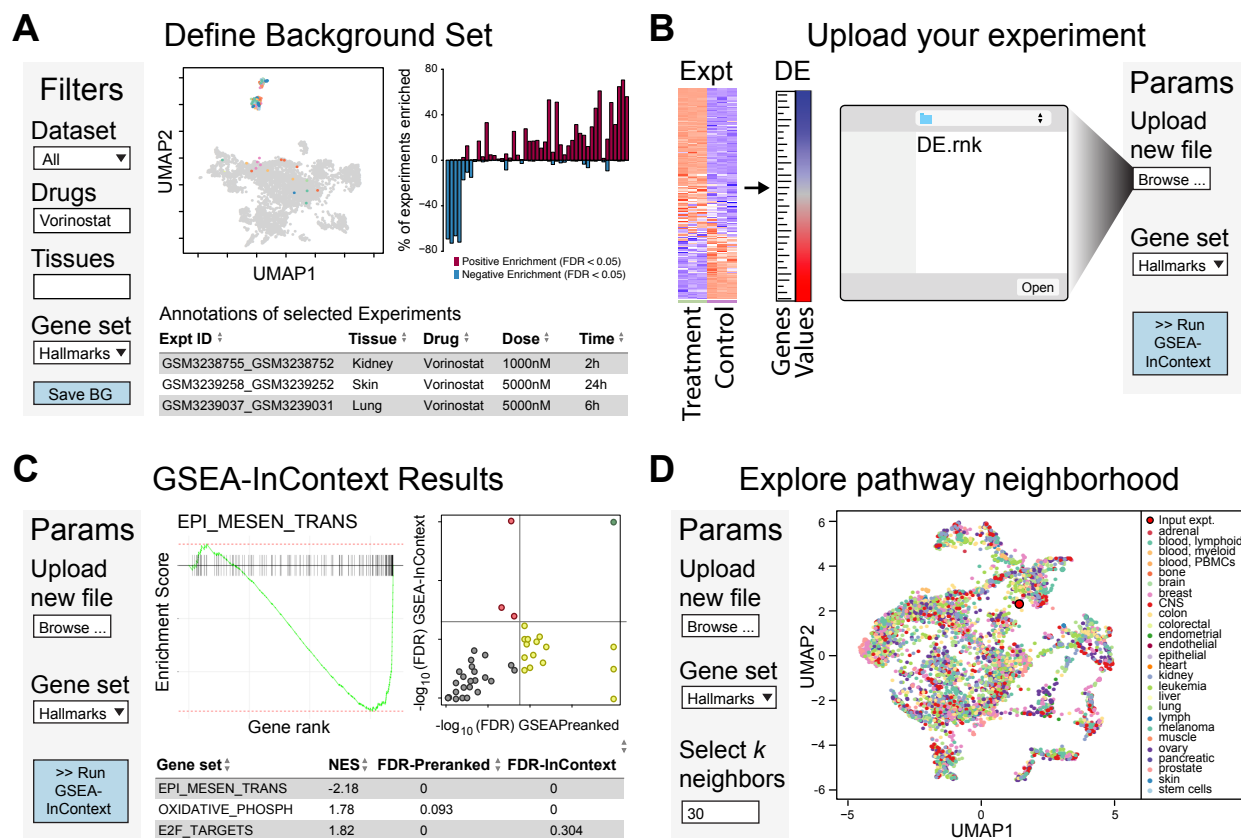 A
Define Background Set
Filters
Dataset
All
Drugs
Vorinostat
Tissues
Gene set
Hallmarks
Save BG
UMAP2
UMAP1
% of experiments enriched
80
40
0
−40
−80
Positive Enrichment (FDR < 0.05)
Negative Enrichment (FDR < 0.05)
Annotations of selected Experiments
Expt ID Tissue Drug Dose Time
GSM3238755_GSM3238752 Kidney Vorinostat 1000nM 2h
GSM3239258_GSM3239252 Skin Vorinostat 5000nM 24h
GSM3239037_GSM3239031 Lung Vorinostat 5000nM 6h
B
Upload your experiment
Expt
DE
Treatment
Control
Genes
Values
DE.rnk
Open
Params
Upload
new file
Browse ...
Gene set
Hallmarks
>> Run
GSEA-
InContext
C
GSEA-InContext Results
Params
Upload
new file
Browse ...
Gene set
Hallmarks
>> Run
GSEA-
InContext
EPI_MESEN_TRANS
Enrichment Score
Gene rank
-log10 (FDR) GSEA-InContext
-log10 (FDR) GSEAPreranked
Gene set NES FDR-Preranked FDR-InContext
EPI_MESEN_TRANS -2.18 0 0
OXIDATIVE_PHOSPH 1.78 0.093 0
E2F_TARGETS 1.82 0 0.304
D
Explore pathway neighborhood
Params
Upload
new file
Browse ...
Gene set
Hallmarks
Select k
neighbors
30
UMAP2
6
4
2
0
−2
−4
−6
−5
0
5
UMAP1
Input expt.
adrenal
blood, lymphoid
blood, myeloid
blood, PBMCs
bone
brain
breast
CNS
colon
colorectal
endometrial
endothelial
epithelial
heart
kidney
leukemia
liver
lung
lymph
melanoma
muscle
ovary
pancreatic
prostate
skin
stem cells